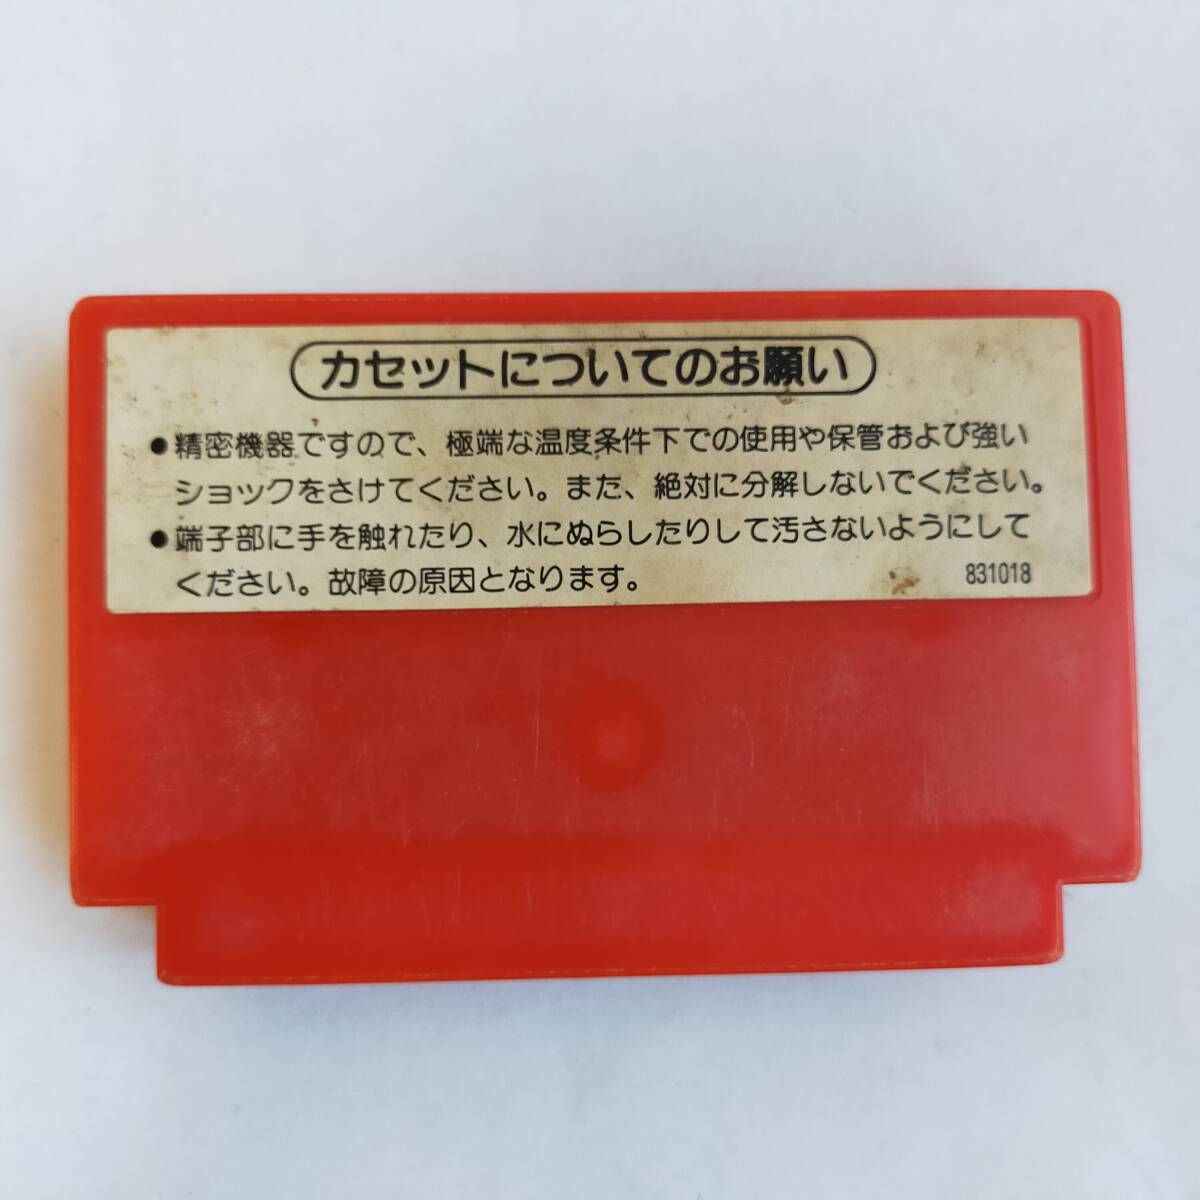 カセットについてのお願い
●精密機器ですので、極端な温度条件下での使用や保管および強い
ショックをさけてください。また、絶対に分解しないでください。
●端子部に手を触れたり、水にぬらしたりして汚さないようにして
ください。故障の原因となります。
831018